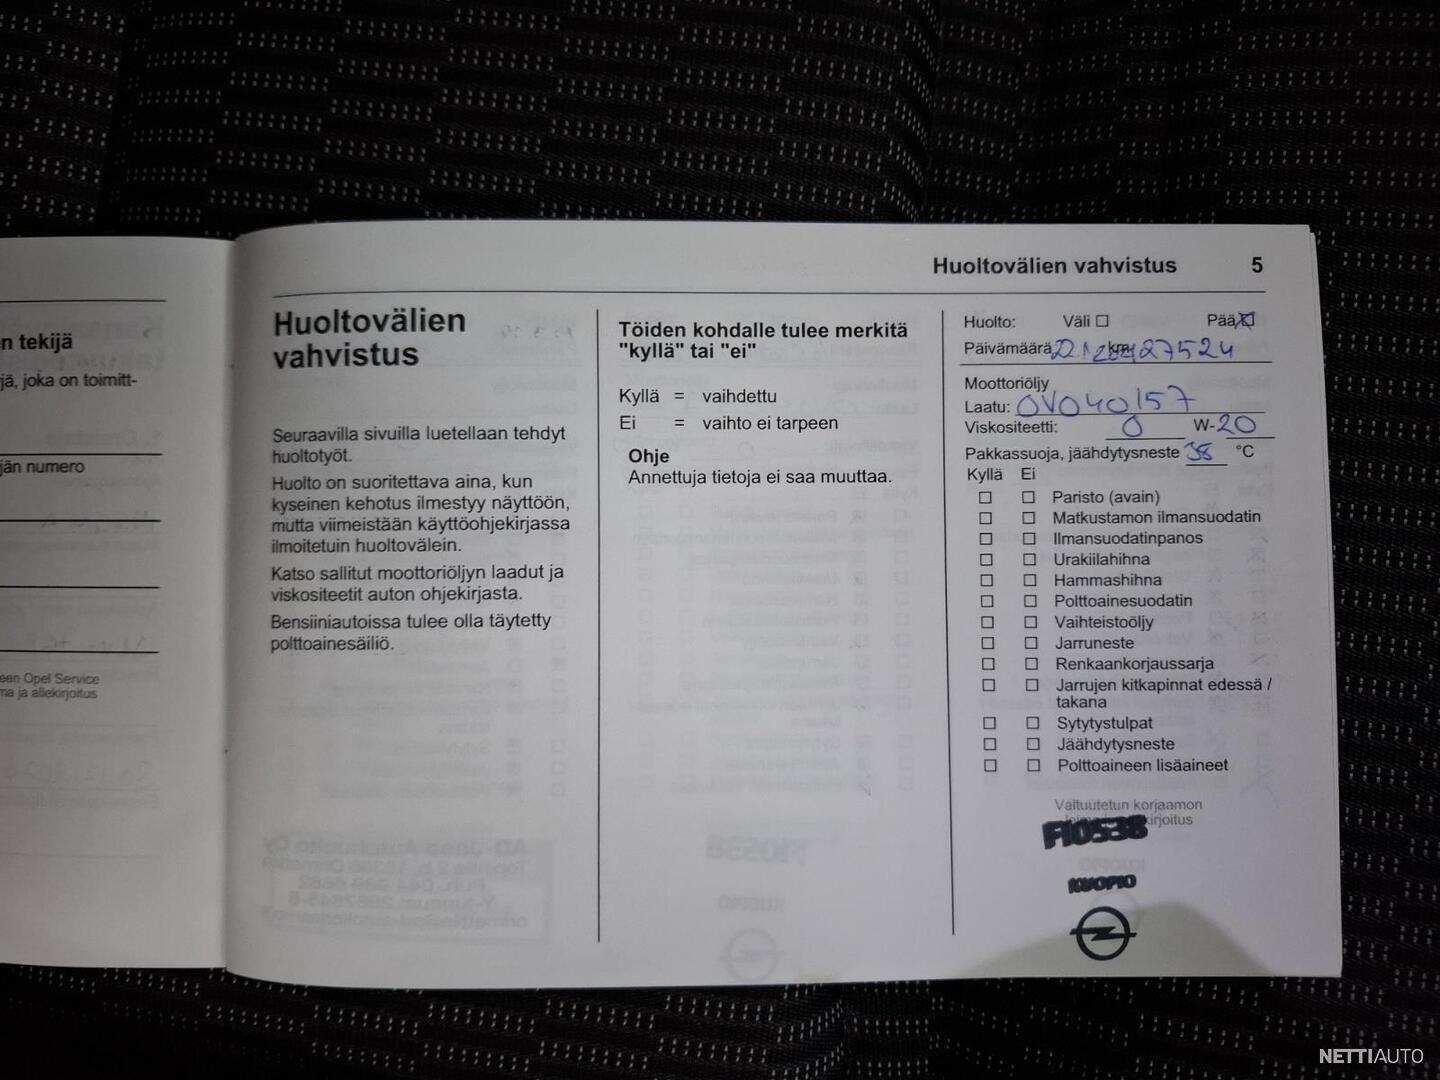 n tekijä
jä, joka on toimitt-
jän numero
een Opel Service
ma ja allekirjoitus
Huoltovälien vahvistus 5
Huoltovälien
vahvistus
Seuraavilla sivuilla luetellaan tehdyt
huoltotyöt.
Huolto on suoritettava aina, kun
kyseinen kehotus ilmestyy näyttöön,
mutta viimeistään käyttöohjekirjassa
ilmoitetuin huoltovälein.
Katso sallitut moottoriöljyn laadut ja
viskositeetit auton ohjekirjasta.
Bensiiniautoissa tulee olla täytetty
polttoainesäiliö.
Töiden kohdalle tulee merkitä
"kyllä" tai "ei"
Kyllä = vaihdettu
Ei = vaihto ei tarpeen
Ohje
Annettuja tietoja ei saa muuttaa.
Huolto: Väli ☐ Pää ☒
Päivämäärä km 27524
Moottoriöljy
Laatu: OV040157
Viskositeetti: 0 W-20
Pakkassuoja, jäähdytysneste 38 °C
Kyllä Ei
☐ ☐ Paristo (avain)
☐ ☐ Matkustamon ilmansuodatin
☐ ☐ Ilmansuodatinpanos
☐ ☐ Urakiilahihna
☐ ☐ Hammashihna
☐ ☐ Polttoainesuodatin
☐ ☐ Vaihteistoöljy
☐ ☐ Jarruneste
☐ ☐ Renkaankorjaussarja
☐ ☐ Jarrujen kitkapinnat edessä /
takana
☐ ☐ Sytytystulpat
☐ ☐ Jäähdytysneste
☐ ☐ Polttoaineen lisäaineet
Valtuutetun korjaamon
FI0538
KUOPIO
NETTIAUTO